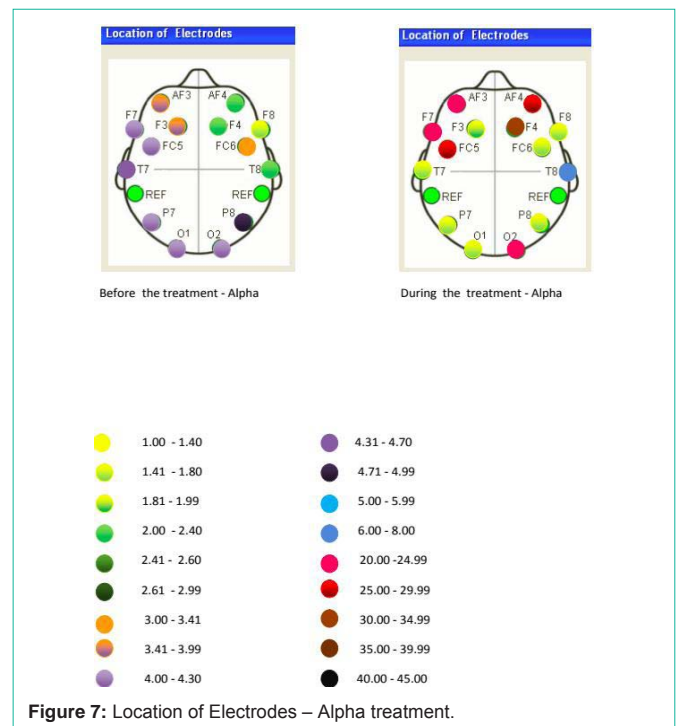 Location of Electrodes
AF3 AF4
F7 F3 F4 F8
FC5 FC6
T7 T8
REF REF
P7 P8
O1 O2
Before the treatment - Alpha
Location of Electrodes
AF3 AF4
F7 F3 F4 F8
FC5 FC6
T7 T8
REF REF
P7 P8
O1 O2
During the treatment - Alpha
1.00 - 1.40
1.41 - 1.80
1.81 - 1.99
2.00 - 2.40
2.41 - 2.60
2.61 - 2.99
3.00 - 3.41
3.41 - 3.99
4.00 - 4.30
4.31 - 4.70
4.71 - 4.99
5.00 - 5.99
6.00 - 8.00
20.00 -24.99
25.00 - 29.99
30.00 - 34.99
35.00 - 39.99
40.00 - 45.00
Figure 7: Location of Electrodes – Alpha treatment.